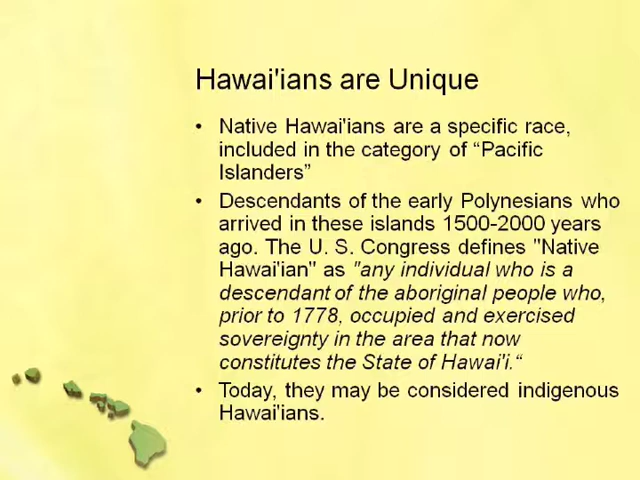 Hawai'ians are Unique
• Native Hawai'ians are a specific race,
included in the category of “Pacific
Islanders”
• Descendants of the early Polynesians who
arrived in these islands 1500-2000 years
ago. The U. S. Congress defines "Native
Hawai'ian" as "any individual who is a
descendant of the aboriginal people who,
prior to 1778, occupied and exercised
sovereignty in the area that now
constitutes the State of Hawai'i.“
• Today, they may be considered indigenous
Hawai'ians.